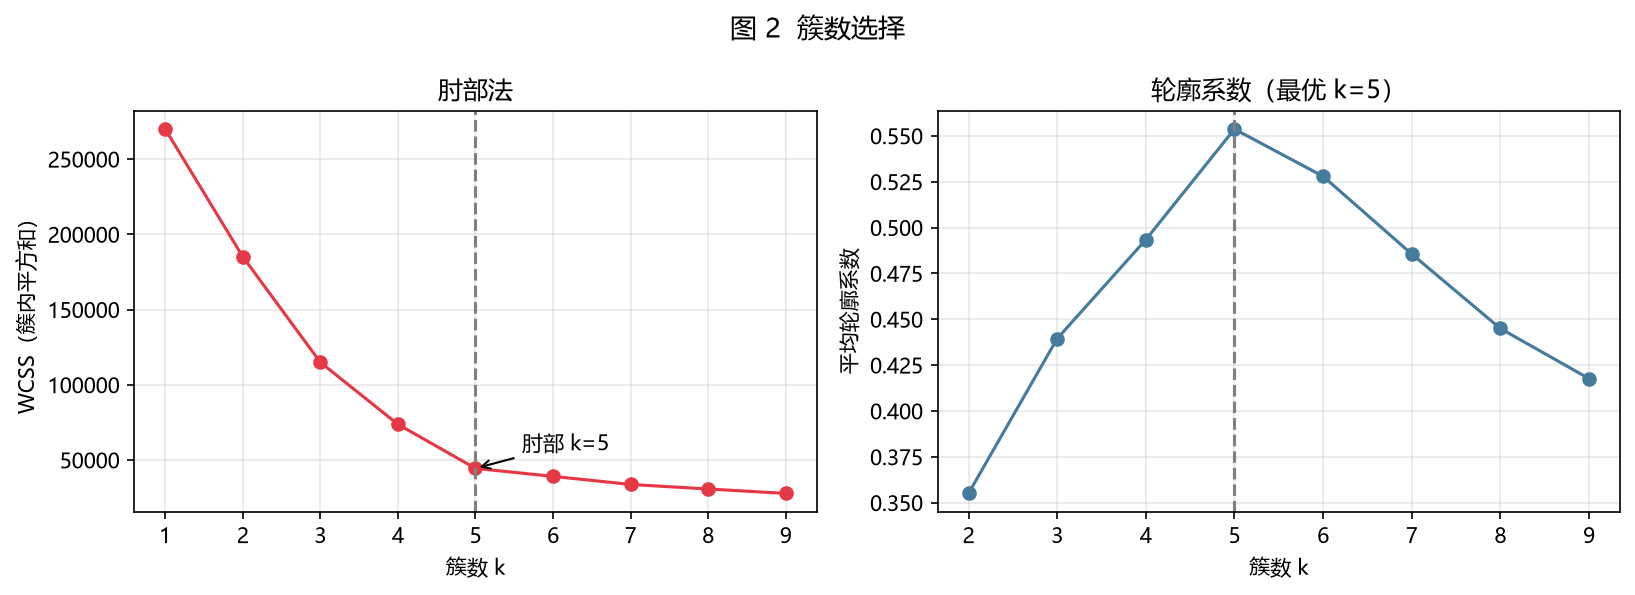 图 2 簇数选择
肘部法
WCSS（簇内平方和）
250000
200000
150000
100000
50000
肘部 k=5
1 2 3 4 5 6 7 8 9
簇数 k
轮廓系数（最优 k=5）
平均轮廓系数
0.550
0.525
0.500
0.475
0.450
0.425
0.400
0.375
0.350
2 3 4 5 6 7 8 9
簇数 k